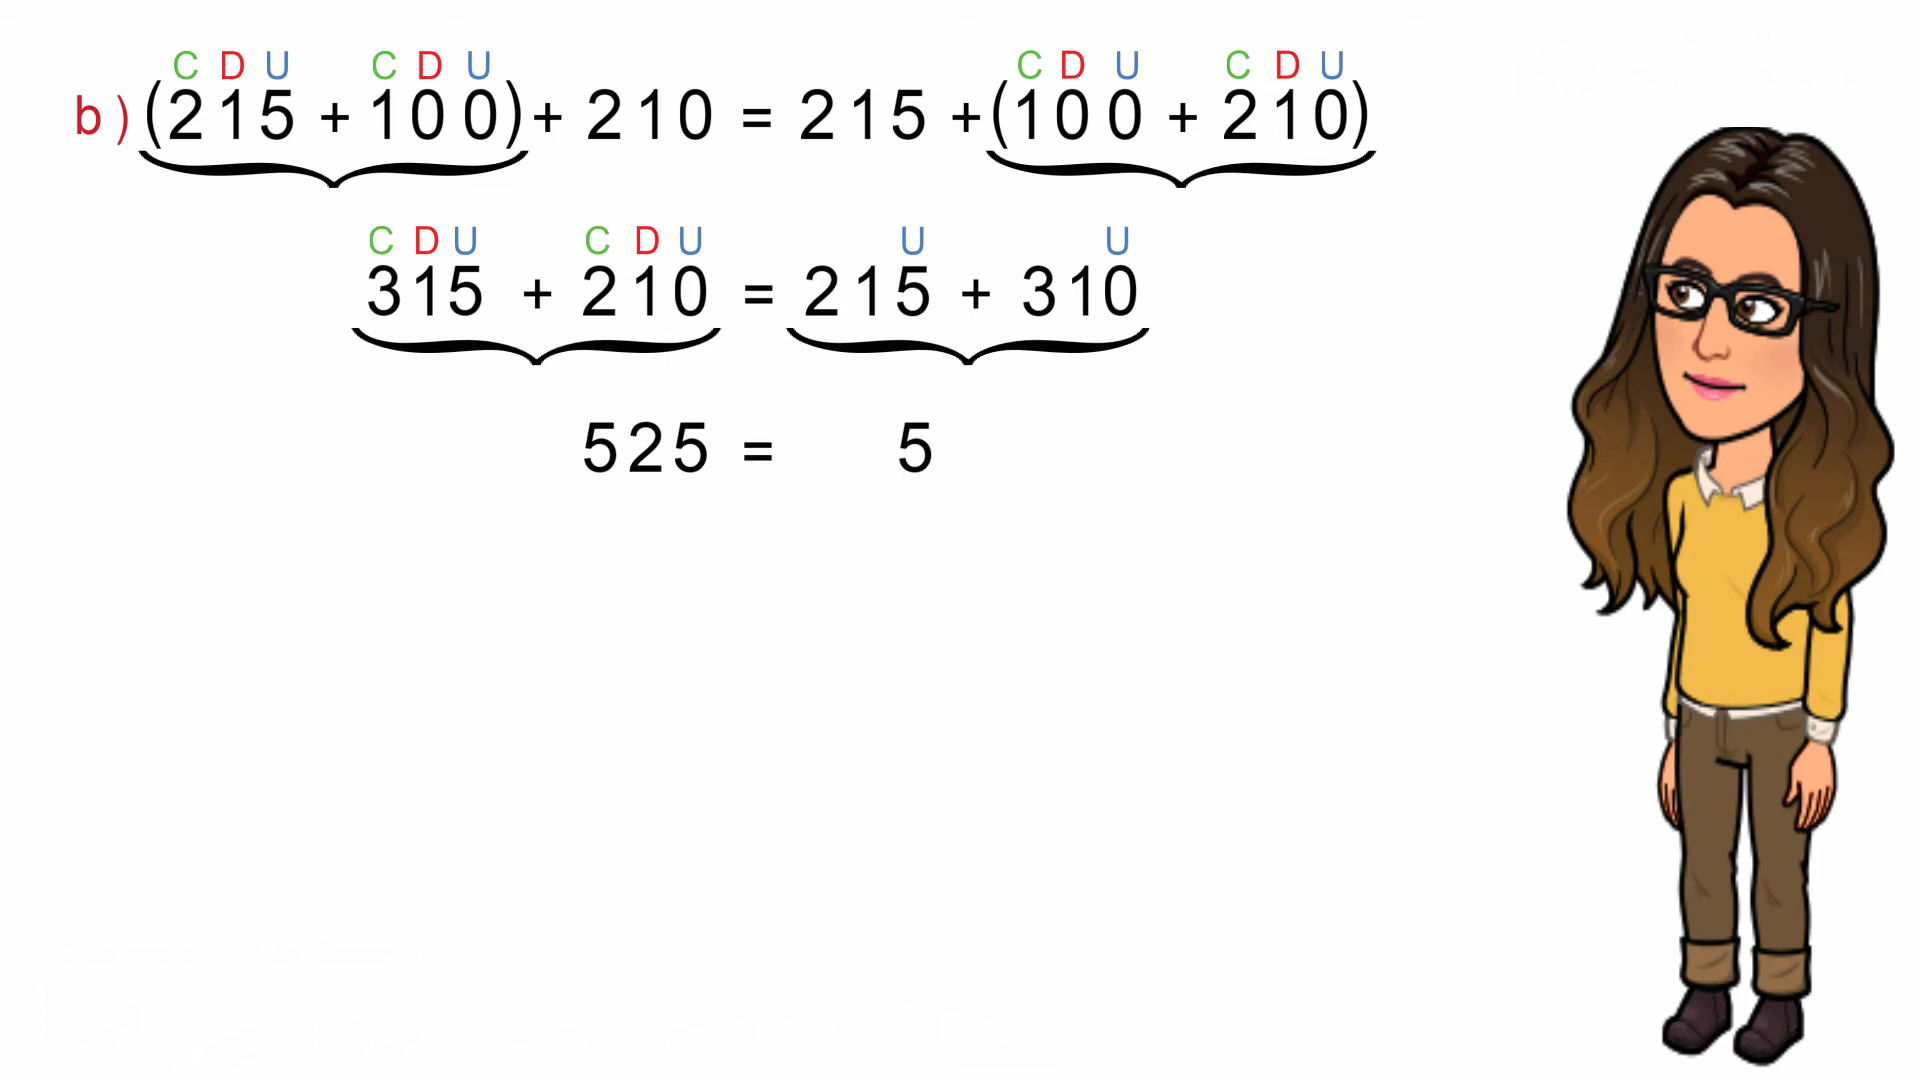 C D U C D U C D U C D U
b) (215 + 100) + 210 = 215 + (100 + 210)
C D U C D U U U
315 + 210 = 215 + 310
525 = 5